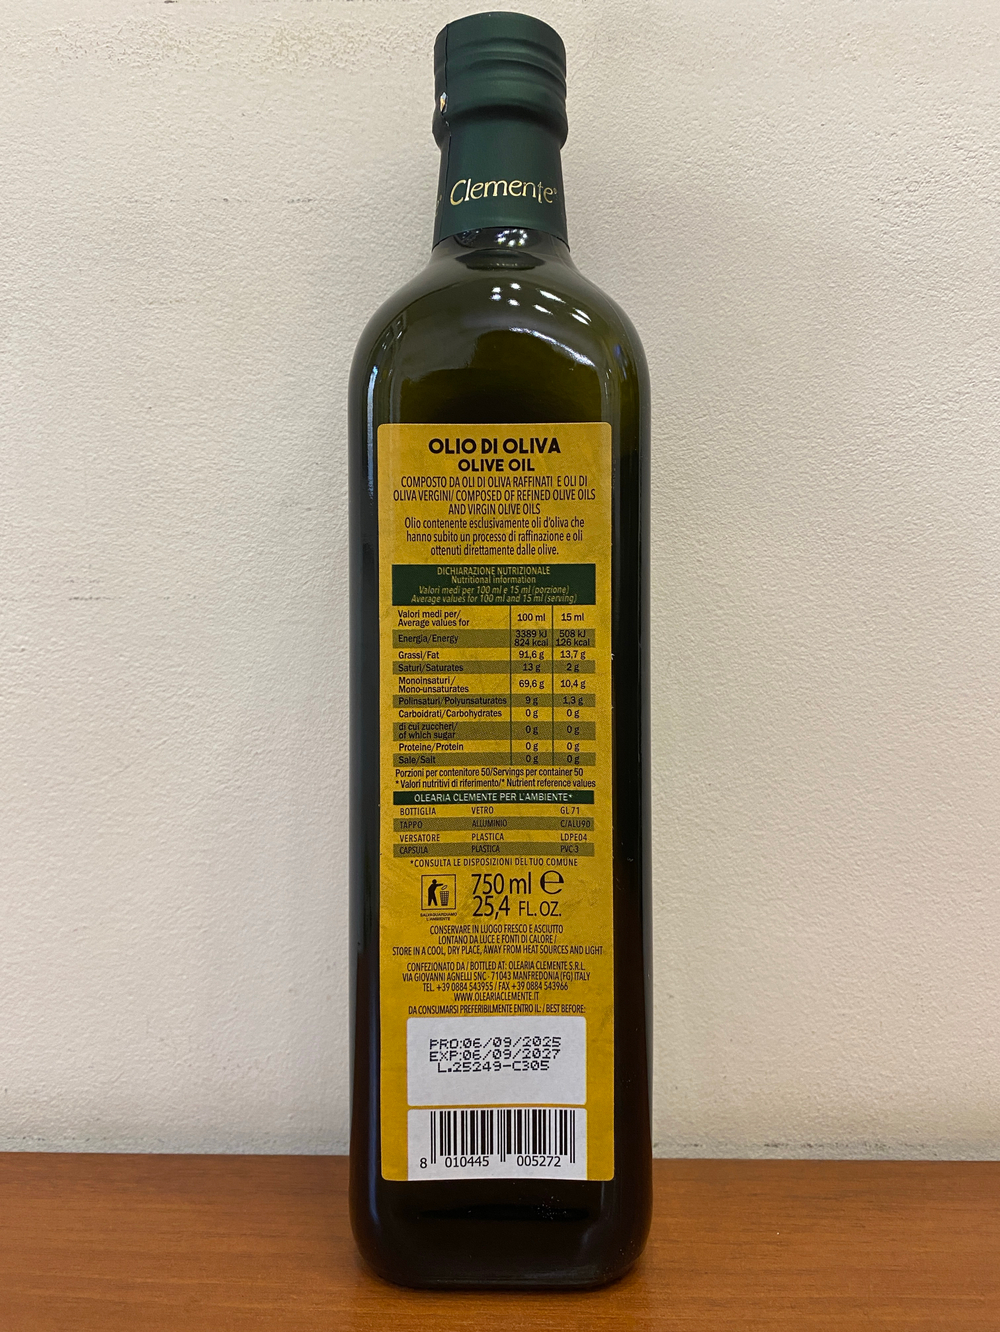 Clemente®
OLIO DI OLIVA
OLIVE OIL
COMPOSTO DA OLI DI OLIVA RAFFINATI E OLI DI
OLIVA VERGINI/ COMPOSED OF REFINED OLIVE OILS
AND VIRGIN OLIVE OILS
Olio contenente esclusivamente oli d'oliva che
hanno subito un processo di raffinazione e oli
ottenuti direttamente dalle olive.
DICHIARAZIONE NUTRIZIONALE
Nutritional information
Valori medi per 100 ml e 15 ml (porzione)
Average values for 100 ml and 15 ml (serving)
Valori medi per/
Average values for 100 ml 15 ml
Energia/Energy 3389 kJ 508 kJ
824 kcal 126 kcal
Grassi/Fat 91,6 g 13,7 g
Saturi/Saturates 13 g 2 g
Monoinsaturi/
Mono-unsaturates 69,6 g 10,4 g
Polinsaturi/Polyunsaturates 9 g 1,3 g
Carboidrati/Carbohydrates 0 g 0 g
di cui zuccheri/
of which sugar 0 g 0 g
Proteine/Protein 0 g 0 g
Sale/Salt 0 g 0 g
Porzioni per contenitore 50/Servings per container 50
*Valori nutritivi di riferimento/* Nutrient reference values
OLEARIA CLEMENTE PER L'AMBIENTE*
BOTTIGLIA VETRO GL 71
TAPPO ALLUMINIO C/ALU90
VERSATORE PLASTICA LDPE04
CAPSULA PLASTICA PVC 3
*CONSULTA LE DISPOSIZIONI DEL TUO COMUNE
750 ml e
25,4 FL. OZ.
SALVAGUARDIAMO
L'AMBIENTE
CONSERVARE IN LUOGO FRESCO E ASCIUTTO
LONTANO DA LUCE E FONTI DI CALORE /
STORE IN A COOL, DRY PLACE, AWAY FROM HEAT SOURCES AND LIGHT
CONFEZIONATO DA / BOTTLED AT: OLEARIA CLEMENTE S.R.L.
VIA GIOVANNI AGNELLI SNC - 71043 MANFREDONIA (FG) ITALY
TEL. +39 0884 543955 / FAX +39 0884 543966
WWW.OLEARIACLEMENTE.IT
DA CONSUMARSI PREFERIBILMENTE ENTRO IL: / BEST BEFORE:
PRO:06/09/2025
EXP:06/09/2027
L.25249-C305
8 010445 005272